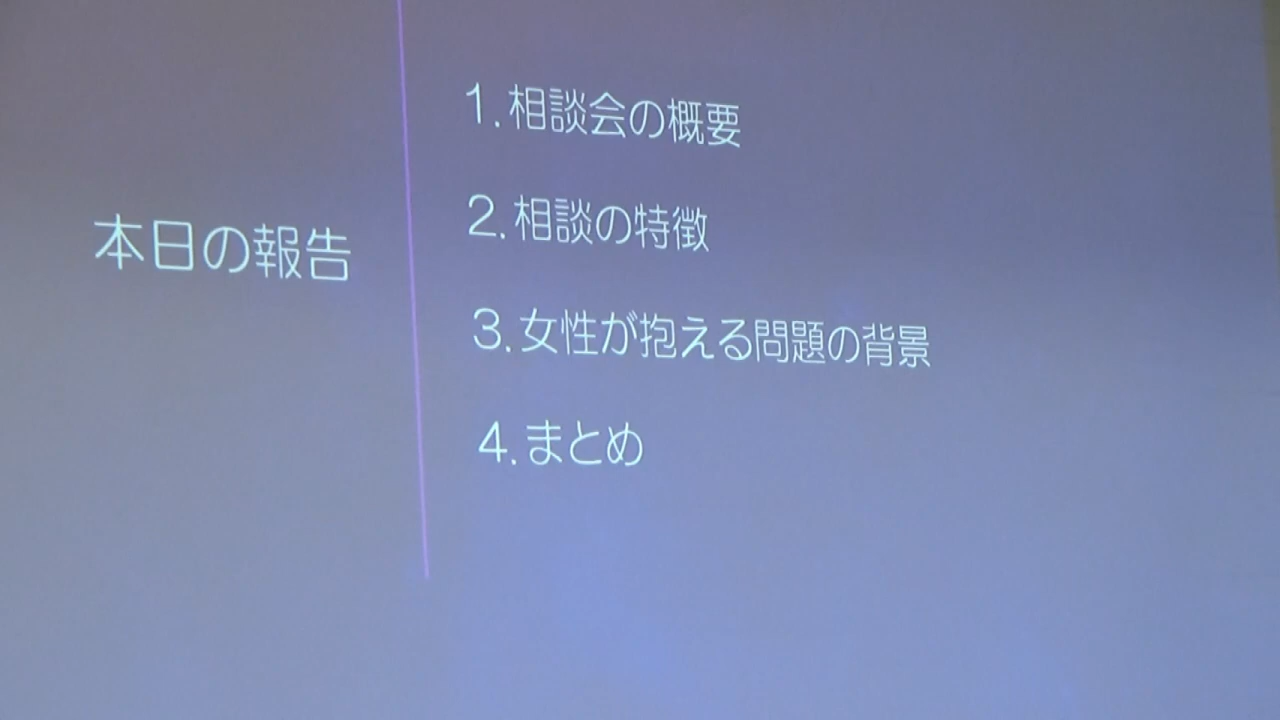 本日の報告
1.相談会の概要
2.相談の特徴
3.女性が抱える問題の背景
4.まとめ